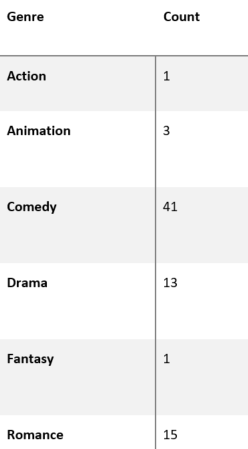 Genre Count
Action 1
Animation 3
Comedy 41
Drama 13
Fantasy 1
Romance 15